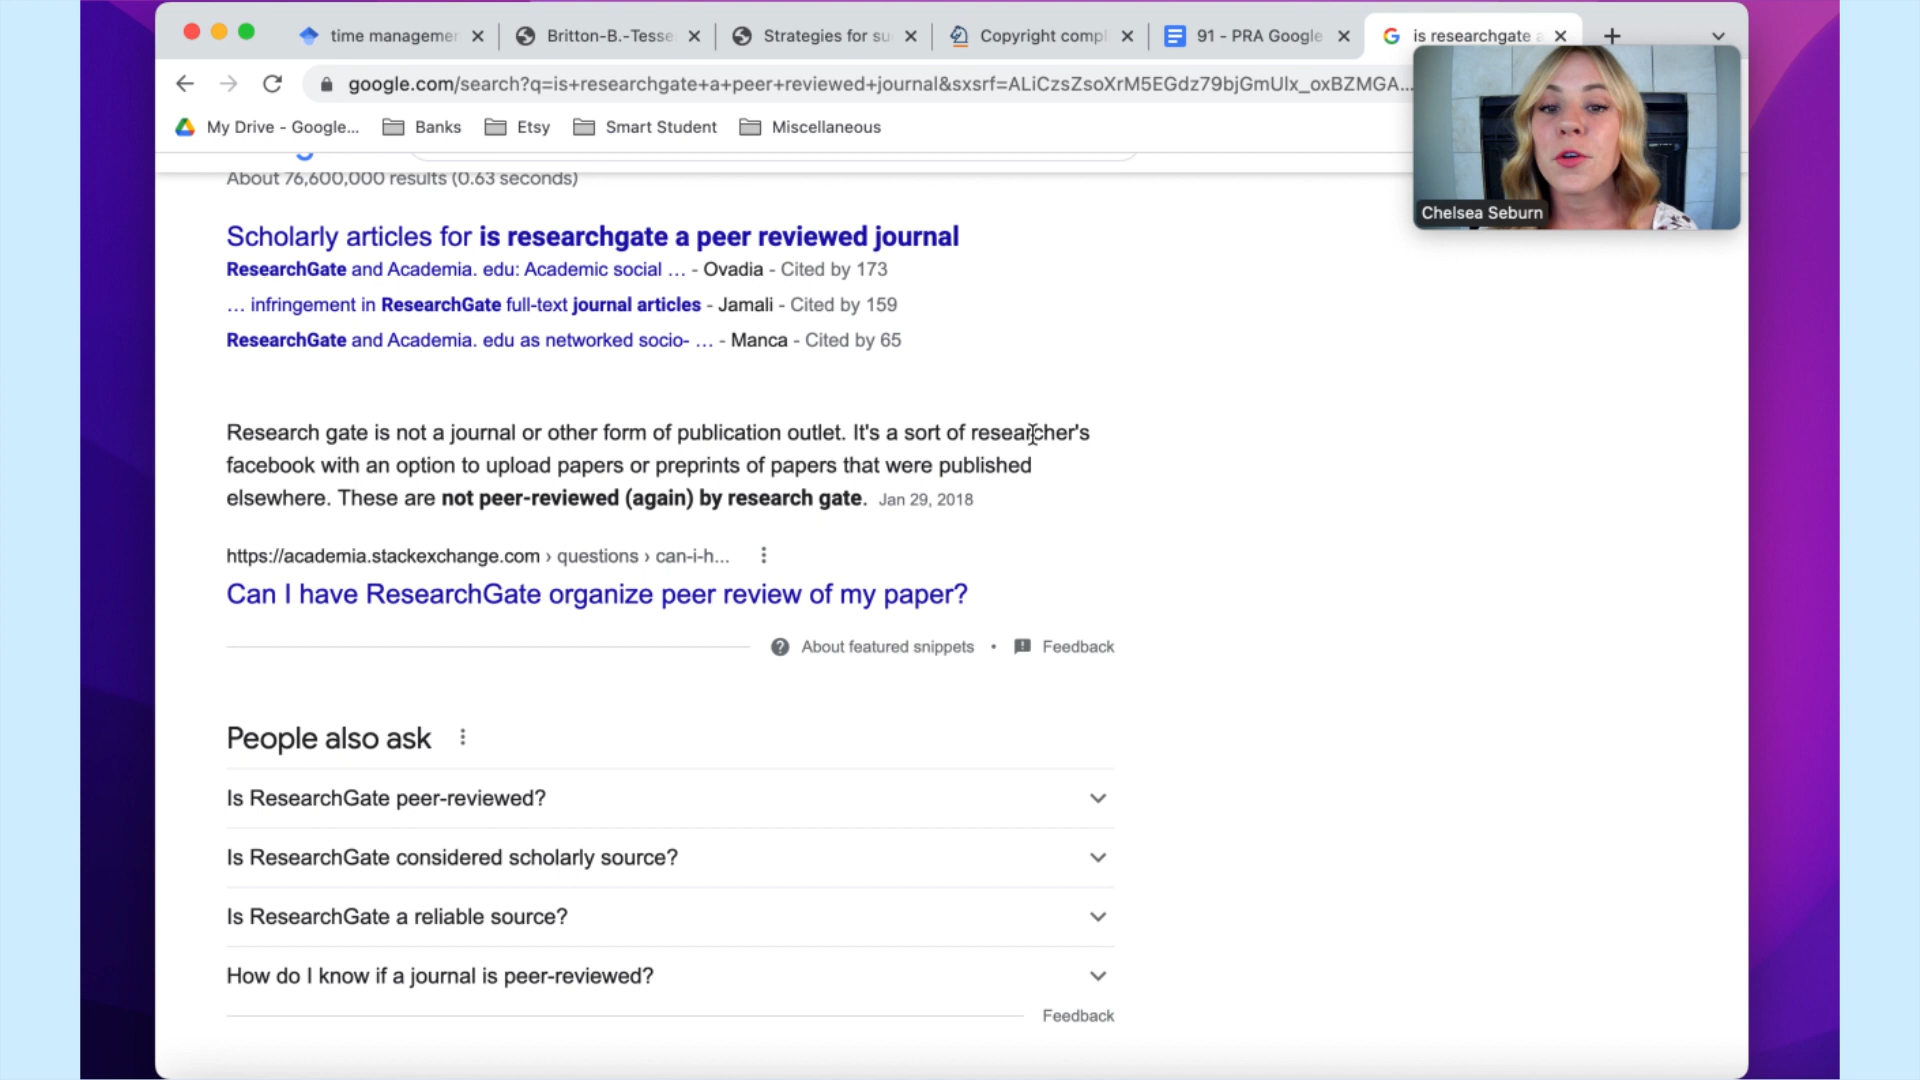 time managemen
Britton-B.-Tesse
Strategies for su
Copyright compl
91 - PRA Google
is researchgate a
google.com/search?q=is+researchgate+a+peer+reviewed+journal&sxsrf=ALiCzsZsoXrM5EGdz79bjGmUlx_oxBZMGA...
My Drive - Google...
Banks
Etsy
Smart Student
Miscellaneous
Chelsea Seburn
About 76,600,000 results (0.63 seconds)
Scholarly articles for is researchgate a peer reviewed journal
ResearchGate and Academia. edu: Academic social … - Ovadia - Cited by 173
… infringement in ResearchGate full-text journal articles - Jamali - Cited by 159
ResearchGate and Academia. edu as networked socio- … - Manca - Cited by 65
Research gate is not a journal or other form of publication outlet. It's a sort of researcher's
facebook with an option to upload papers or preprints of papers that were published
elsewhere. These are not peer-reviewed (again) by research gate. Jan 29, 2018
https://academia.stackexchange.com › questions › can-i-h...
Can I have ResearchGate organize peer review of my paper?
About featured snippets • Feedback
People also ask
Is ResearchGate peer-reviewed?
Is ResearchGate considered scholarly source?
Is ResearchGate a reliable source?
How do I know if a journal is peer-reviewed?
Feedback